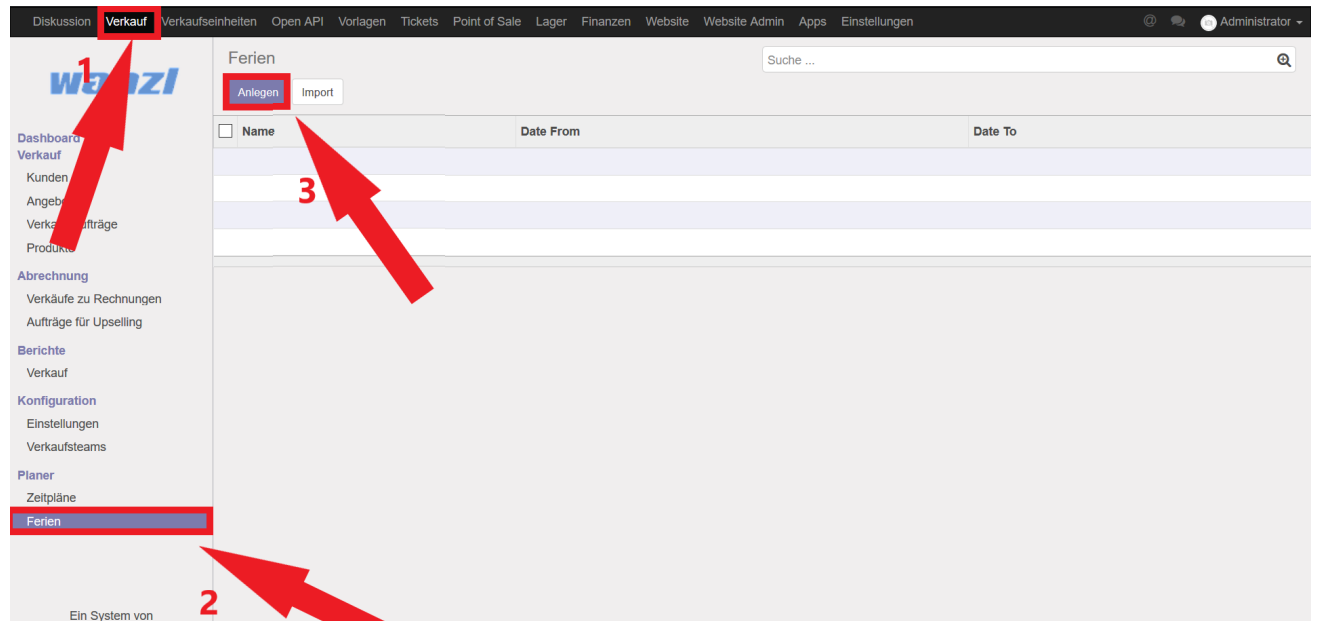 Diskussion Verkauf Verkaufseinheiten Open API Vorlagen Tickets Point of Sale Lager Finanzen Website Website Admin Apps Einstellungen @ Administrator
1
wanzl
Ferien
Suche ...
Anlegen Import
Name Date From Date To
Dashboard
Verkauf
Kunden
Produkte
Abrechnung
Verkäufe zu Rechnungen
Aufträge für Upselling
Berichte
Verkauf
Konfiguration
Einstellungen
Verkaufsteams
Planer
Zeitpläne
Ferien
3
2
Ein System von